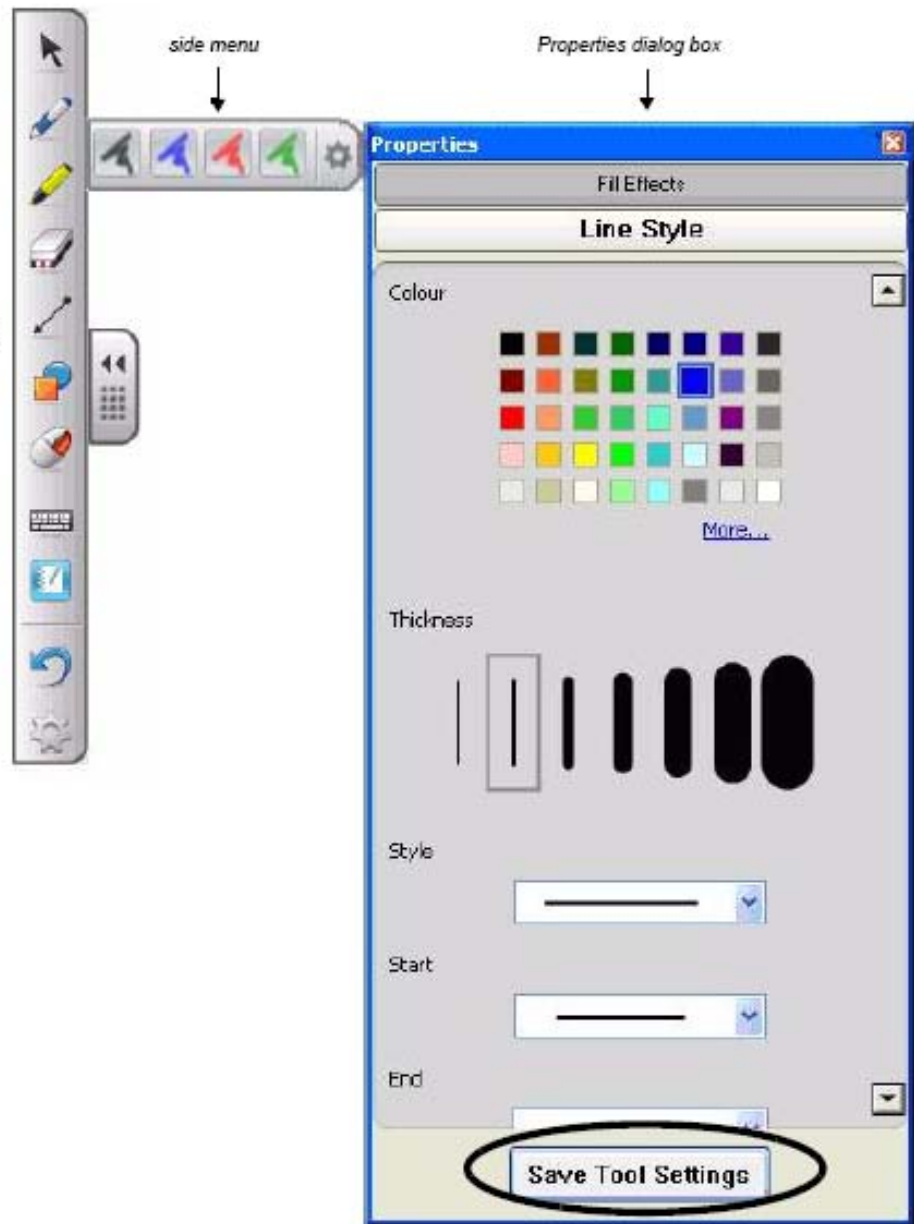 side menu
Properties dialog box
Properties
Fill Effects
Line Style
Colour
More...
Thickness
Style
Start
End
Save Tool Settings